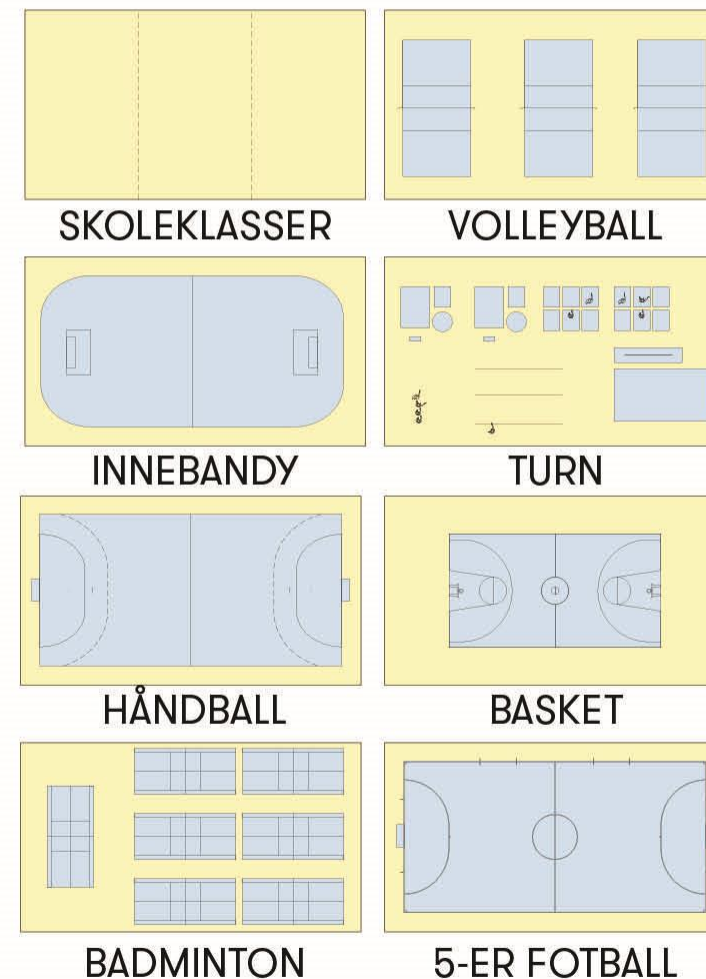 SKOLEKLASSER
VOLLEYBALL
INNEBANDY
TURN
HÅNDBALL
BASKET
BADMINTON
5-ER FOTBALL